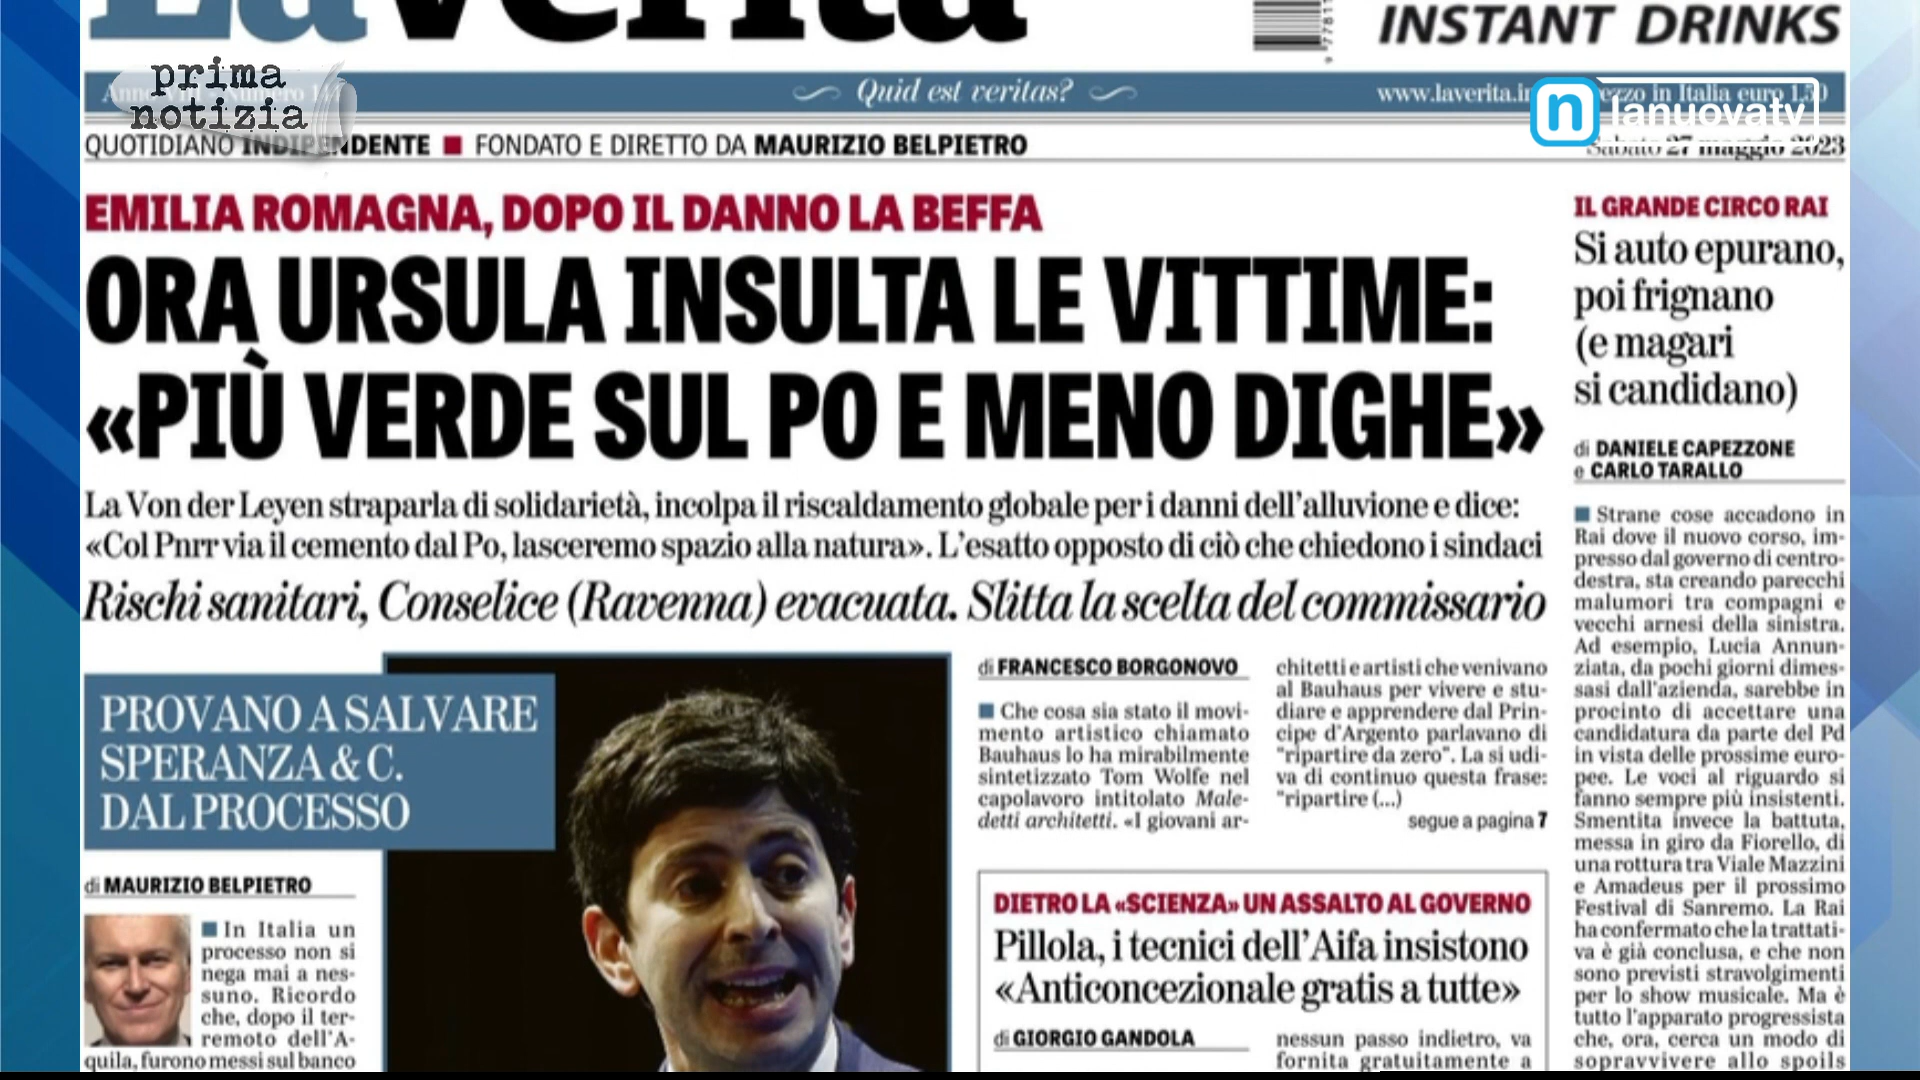 LaVerità
INSTANT DRINKS
prima
notizia
Quid est veritas?
www.laverita.in
ezzo in Italia euro 1,50
n lanuovatv
QUOTIDIANO INDIPENDENTE ■ FONDATO E DIRETTO DA MAURIZIO BELPIETRO
Sabato 27 maggio 2023
EMILIA ROMAGNA, DOPO IL DANNO LA BEFFA
ORA URSULA INSULTA LE VITTIME:
«PIÙ VERDE SUL PO E MENO DIGHE»
La Von der Leyen straparla di solidarietà, incolpa il riscaldamento globale per i danni dell'alluvione e dice:
«Col Pnrr via il cemento dal Po, lasceremo spazio alla natura». L'esatto opposto di ciò che chiedono i sindaci
Rischi sanitari, Conselice (Ravenna) evacuata. Slitta la scelta del commissario
PROVANO A SALVARE
SPERANZA & C.
DAL PROCESSO
di MAURIZIO BELPIETRO
■ In Italia un
processo non si
nega mai a nes-
suno. Ricordo
che, dopo il ter-
remoto dell'A-
quila, furono messi sul banco
di FRANCESCO BORGONOVO
■ Che cosa sia stato il movi-
mento artistico chiamato
Bauhaus lo ha mirabilmente
sintetizzato Tom Wolfe nel
capolavoro intitolato Male-
detti architetti. «I giovani ar-
chitetti e artisti che venivano
al Bauhaus per vivere e stu-
diare e apprendere dal Prin-
cipe d'Argento parlavano di
"ripartire da zero". La si udi-
va di continuo questa frase:
"ripartire (...)
segue a pagina 7
DIETRO LA «SCIENZA» UN ASSALTO AL GOVERNO
Pillola, i tecnici dell'Aifa insistono
«Anticoncezionale gratis a tutte»
di GIORGIO GANDOLA
nessun passo indietro, va
fornita gratuitamente a
IL GRANDE CIRCO RAI
Si auto epurano,
poi frignano
(e magari
si candidano)
di DANIELE CAPEZZONE
e CARLO TARALLO
■ Strane cose accadono in
Rai dove il nuovo corso, im-
presso dal governo di centro-
destra, sta creando parecchi
malumori tra compagni e
vecchi arnesi della sinistra.
Ad esempio, Lucia Annun-
ziata, da pochi giorni dimes-
sasi dall'azienda, sarebbe in
procinto di accettare una
candidatura da parte del Pd
in vista delle prossime euro-
pee. Le voci al riguardo si
fanno sempre più insistenti.
Smentita invece la battuta,
messa in giro da Fiorello, di
una rottura tra Viale Mazzini
e Amadeus per il prossimo
Festival di Sanremo. La Rai
ha confermato che la trattati-
va è già conclusa, e che non
sono previsti stravolgimenti
per lo show musicale. Ma è
tutto l'apparato progressista
che, ora, cerca un modo di
sopravvivere allo spoils